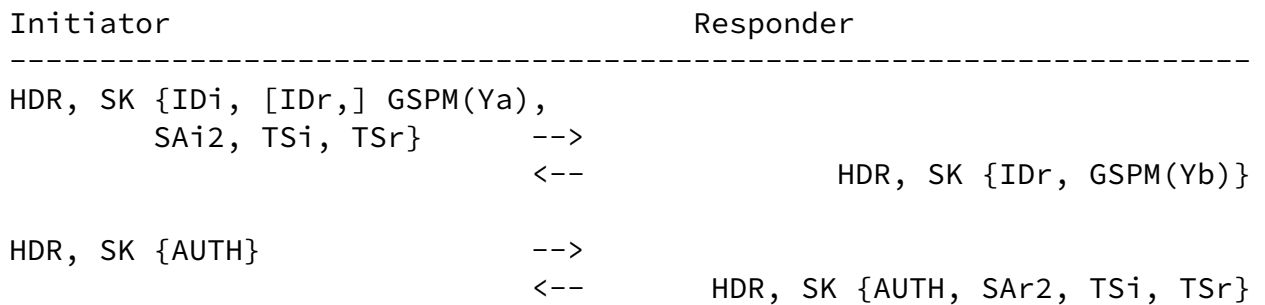 Initiator                             Responder
---------------------------------------------------------------------
HDR, SK {IDi, [IDr,] GSPM(Ya),
        SAi2, TSi, TSr}      -->
                             <--              HDR, SK {IDr, GSPM(Yb)}
HDR, SK {AUTH}               -->
                             <--       HDR, SK {AUTH, SAr2, TSi, TSr}